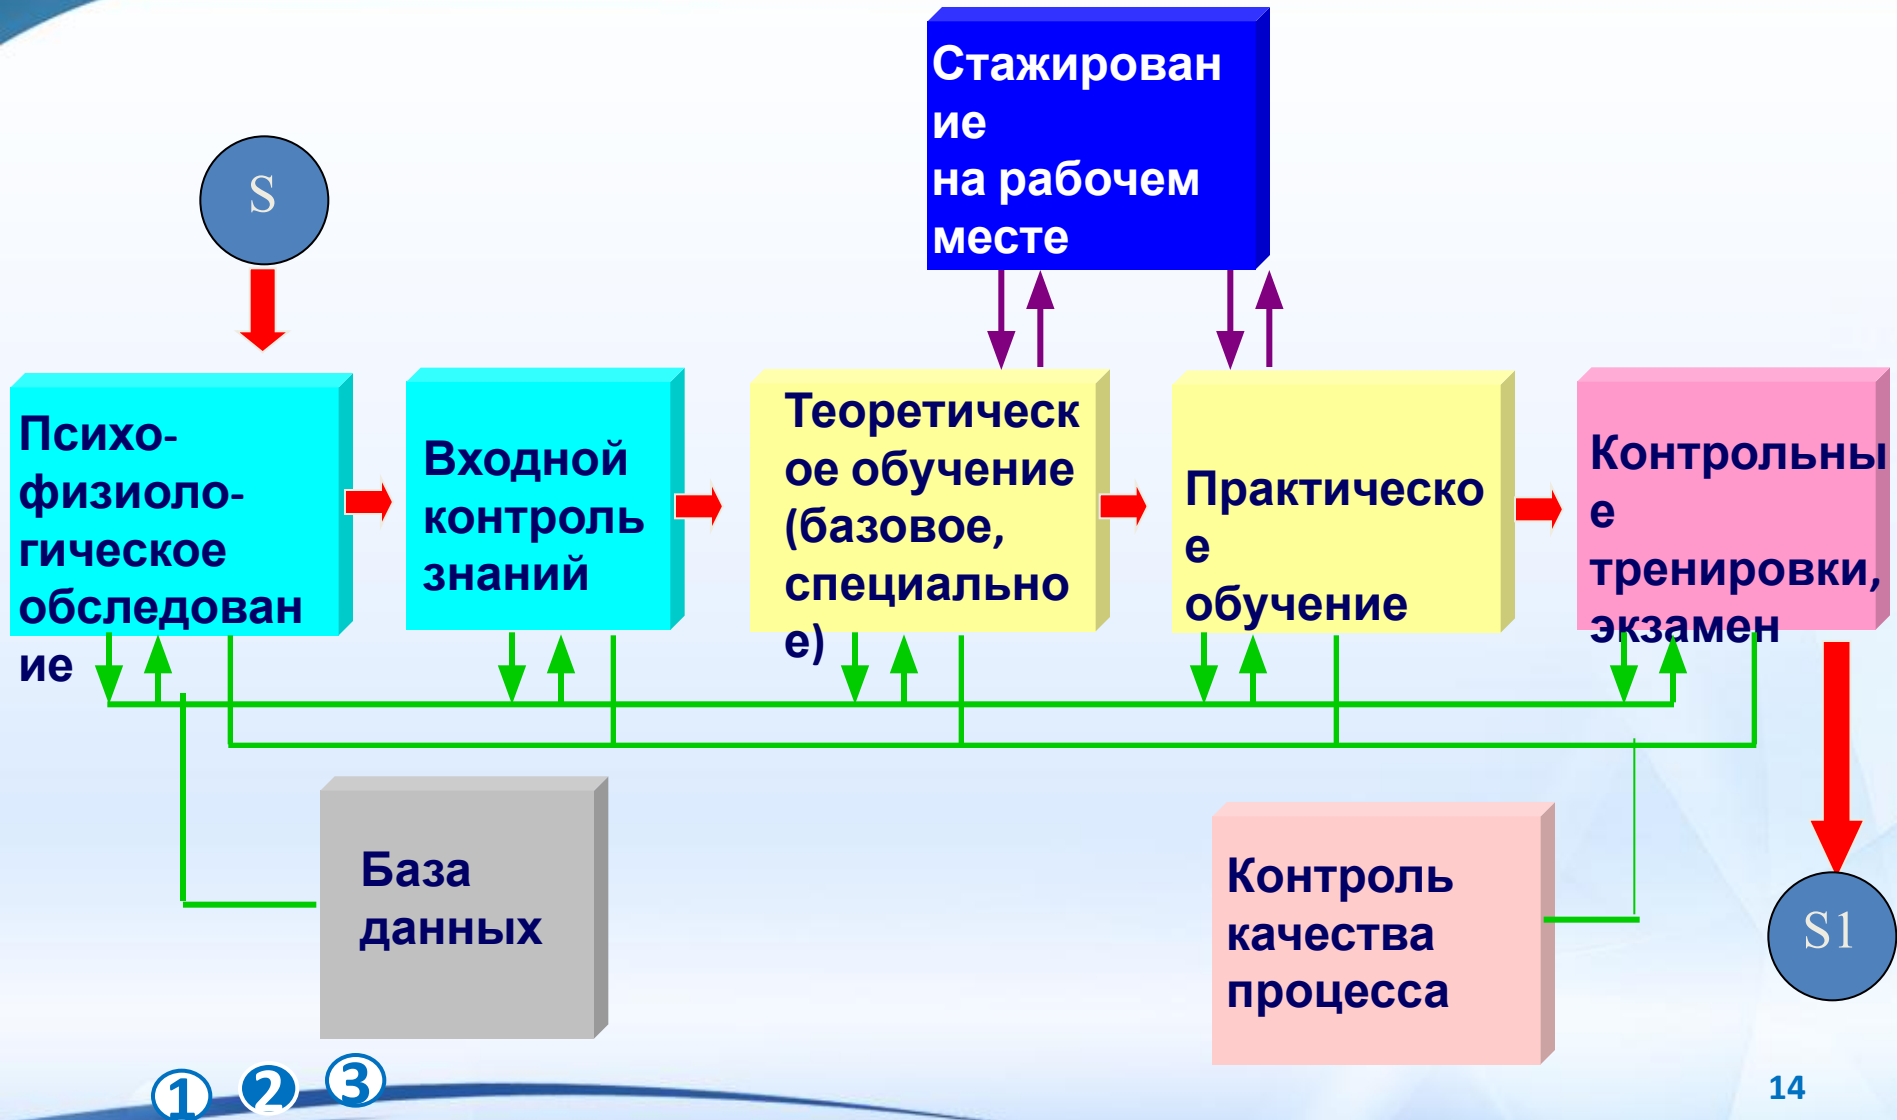 Стажирован
ие
на рабочем
месте
S
Психо-
физиоло-
гическое
обследован
ие
Входной
контроль
знаний
Теоретическ
ое обучение
(базовое,
специально
е)
Практическо
е
обучение
Контрольны
е
тренировки,
экзамен
База
данных
Контроль
качества
процесса
S1
1
2
3
14